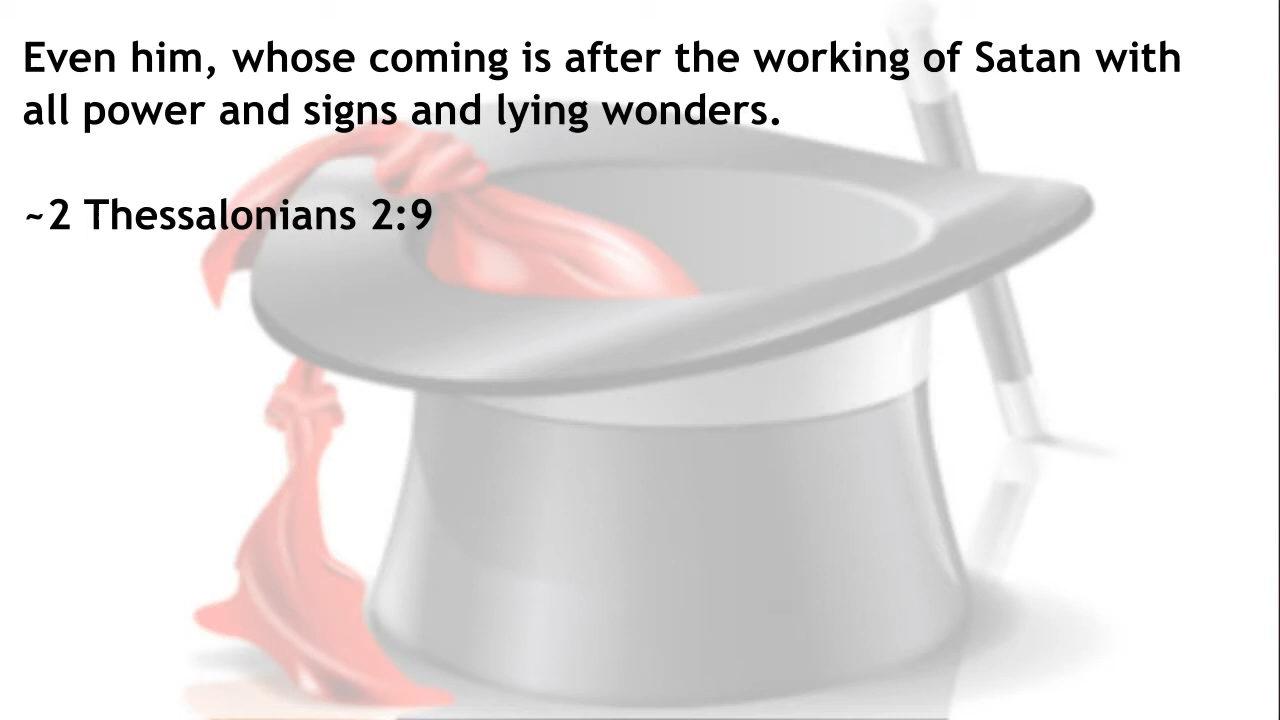 Even him, whose coming is after the working of Satan with
all power and signs and lying wonders.
~2 Thessalonians 2:9